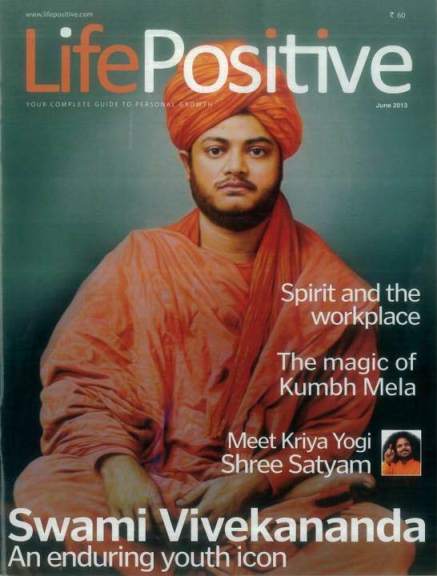 www.lifepositive.com
₹ 60
LifePositive
YOUR COMPLETE GUIDE TO PERSONAL GROWTH
June 2013
Spirit and the
workplace
The magic of
Kumbh Mela
Meet Kriya Yogi
Shree Satyam
Swami Vivekananda
An enduring youth icon